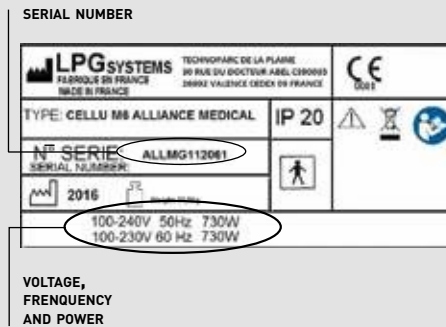 SERIAL NUMBER
LPG SYSTEMS
FABRIQUE EN FRANCE
MADE IN FRANCE
TECHNOPARC DE LA PLAINE
30 RUE DU DOCTEUR ABEL
VALENCE CEDEX 09 FRANCE
CE
TYPE: CELLU M6 ALLIANCE MEDICAL
IP 20
N° SERIE: ALLMG112061
SERIAL NUMBER:
2016
100-240V 50Hz 730W
100-230V 60 Hz 730W
VOLTAGE,
FRENQUENCY
AND POWER